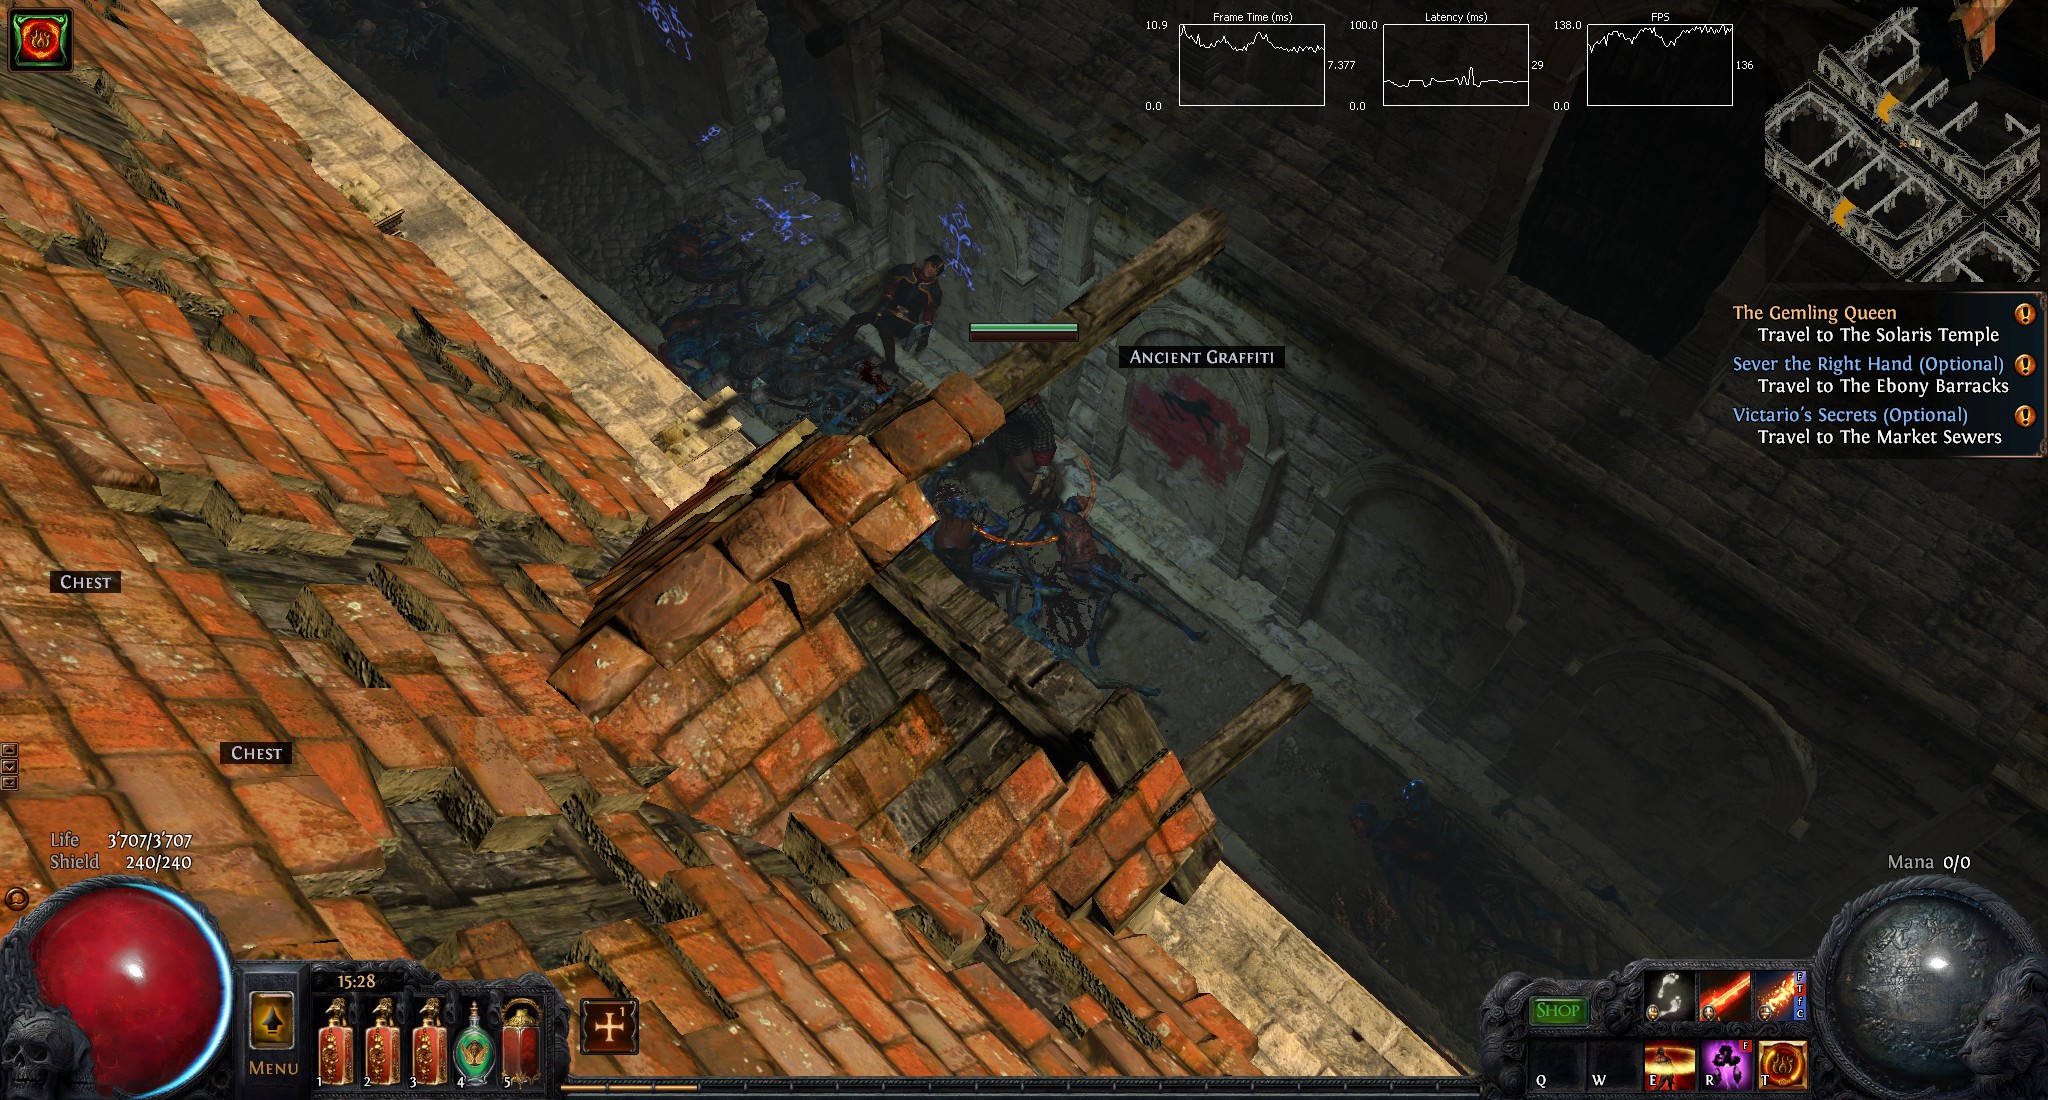 Frame Time (ms)
10.9
7.377
0.0
Latency (ms)
100.0
29
0.0
FPS
138.0
136
0.0
The Gemling Queen
Travel to The Solaris Temple
Sever the Right Hand (Optional)
Travel to The Ebony Barracks
Victario's Secrets (Optional)
Travel to The Market Sewers
Ancient Graffiti
Chest
Chest
Life 3'707/3'707
Shield 240/240
Mana 0/0
15:28
Menu
1 2 3 4 5
1
Shop
F
T
f
C
Q W E R T
F